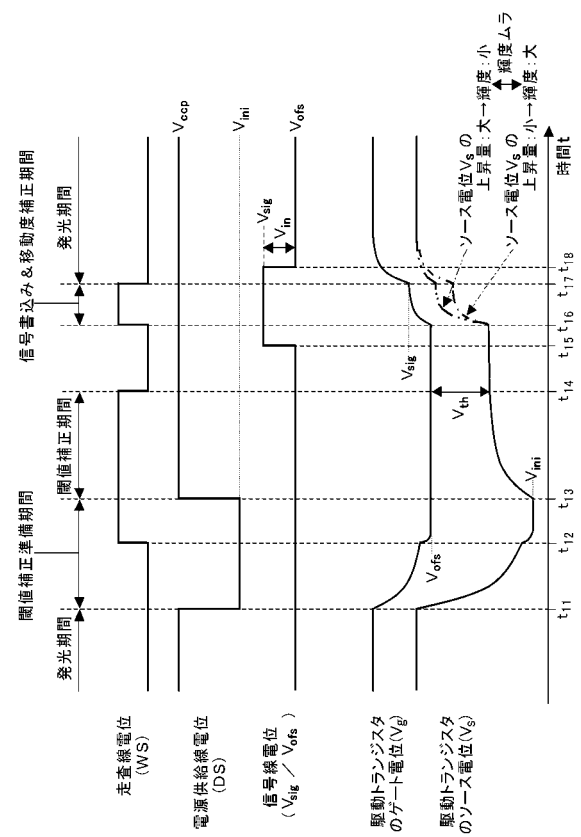 発光期間
閾値補正準備期間
閾値補正期間
信号書込み&移動度補正期間
発光期間
走査線電位
(WS)
電源供給線電位
(DS)
Vccp
Vini
信号線電位
(Vsig / Vofs)
Vsig
Vin
Vofs
駆動トランジスタ
のゲート電位(Vg)
Vofs
Vsig
駆動トランジスタ
のソース電位(Vs)
Vth
Vini
ソース電位Vsの
上昇量:大→輝度:小
輝度ムラ
ソース電位Vsの
上昇量:小→輝度:大
t11
t12
t13
t14
t15
t16
t17
t18
時間t